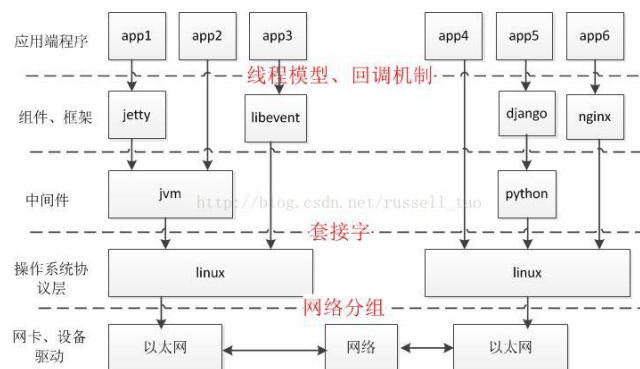 应用端程序 app1 app2 app3 app4 app5 app6
线程模型、回调机制
组件、框架 jetty libevent django nginx
中间件 jvm python
http://blog.csdn.net/russell_tao
套接字
操作系统协议层 linux linux
网络分组
网卡、设备驱动 以太网 网络 以太网